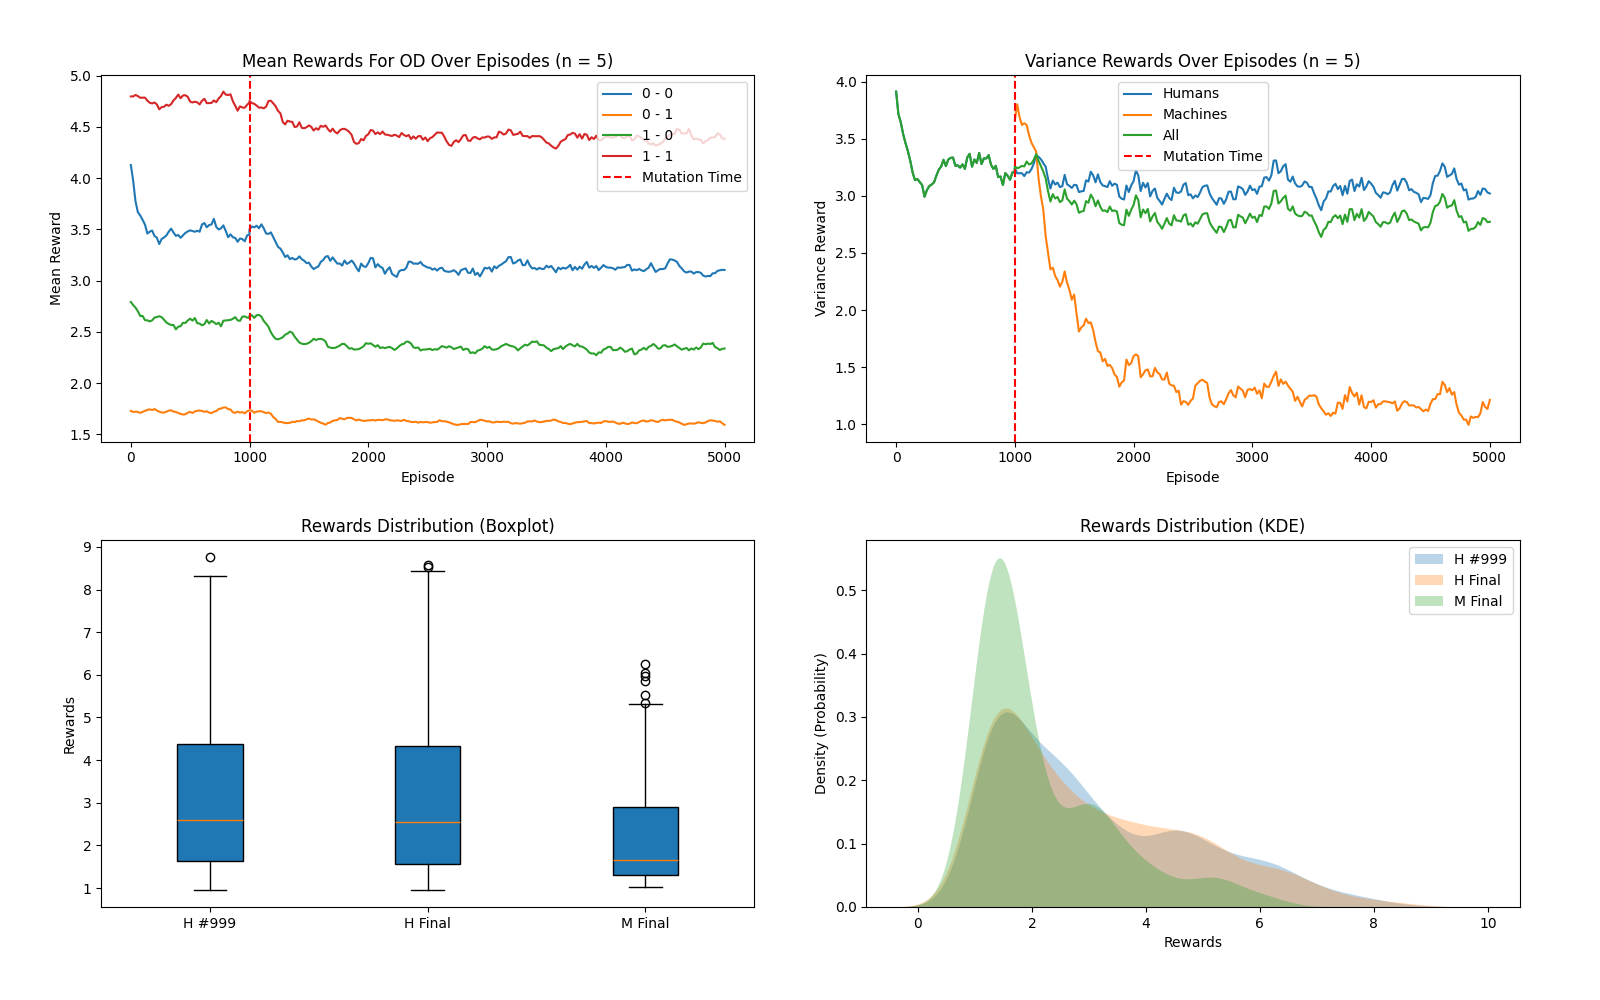 Mean Rewards For OD Over Episodes (n = 5)
5.0
4.5
4.0
3.5
3.0
2.5
2.0
1.5
Mean Reward
0 - 0
0 - 1
1 - 0
1 - 1
Mutation Time
0 1000 2000 3000 4000 5000
Episode
Variance Rewards Over Episodes (n = 5)
4.0
3.5
3.0
2.5
2.0
1.5
1.0
Variance Reward
Humans
Machines
All
Mutation Time
0 1000 2000 3000 4000 5000
Episode
Rewards Distribution (Boxplot)
9
8
7
6
5
4
3
2
1
Rewards
H #999 H Final M Final
Rewards Distribution (KDE)
0.5
0.4
0.3
0.2
0.1
0.0
Density (Probability)
H #999
H Final
M Final
0 2 4 6 8 10
Rewards